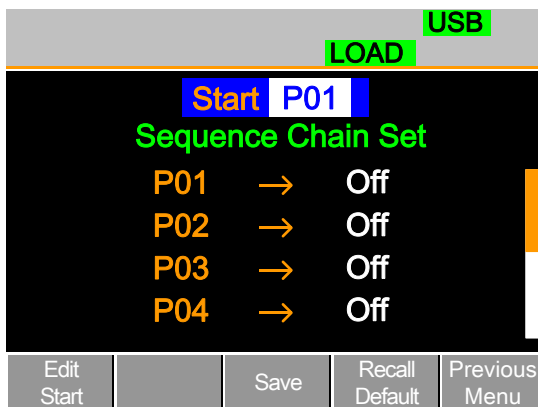 USB
LOAD
Start P01
Sequence Chain Set
P01 → Off
P02 → Off
P03 → Off
P04 → Off
Edit Start
Save
Recall Default
Previous Menu